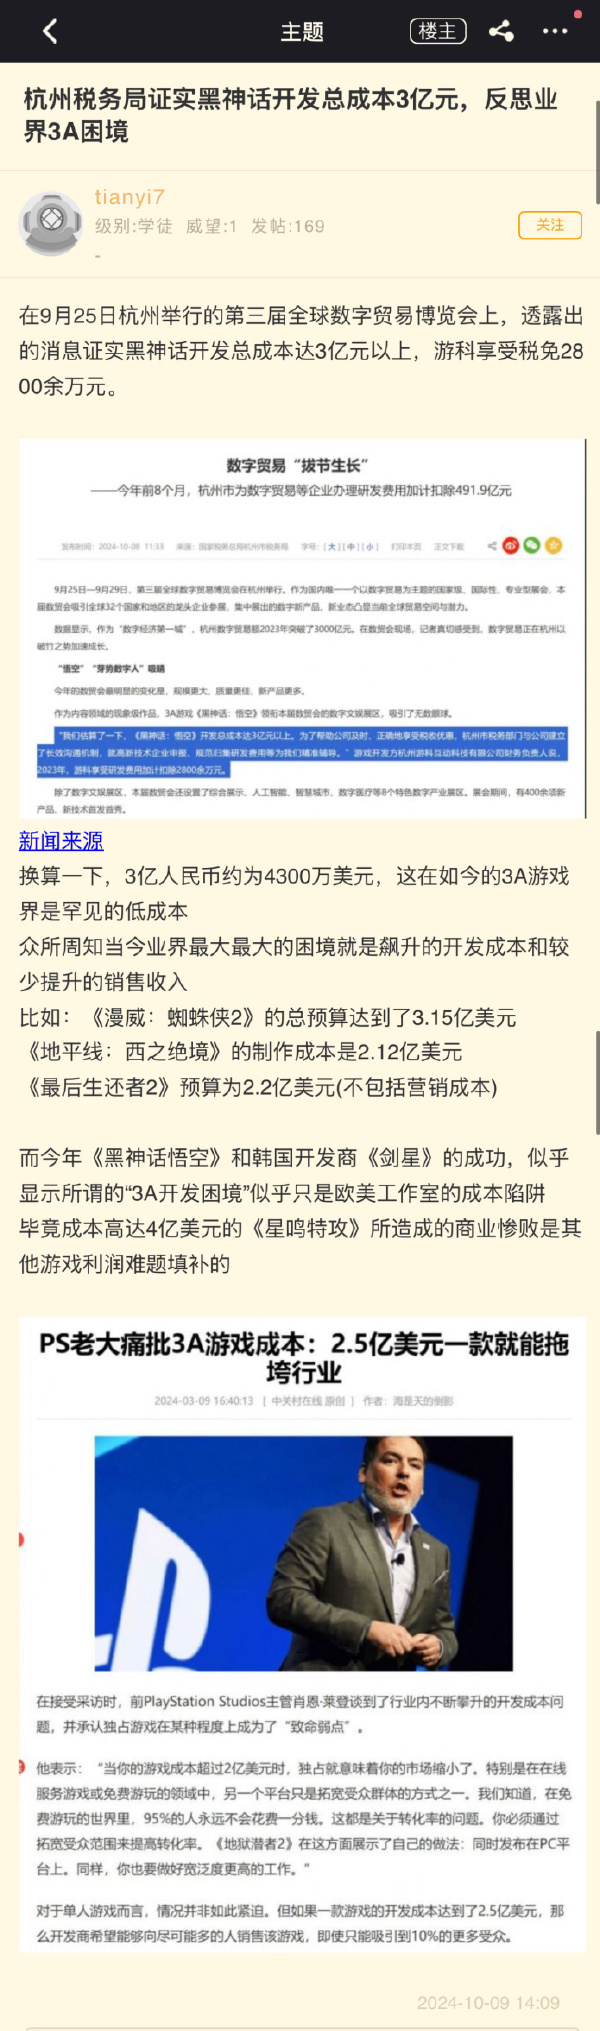 主题
楼主
杭州税务局证实黑神话开发总成本3亿元，反思业
界3A困境
tianyi7
级别:学徒 威望:1 发帖:169
关注
-
在9月25日杭州举行的第三届全球数字贸易博览会上，透露出
的消息证实黑神话开发总成本达3亿元以上，游科享受税免28
00余万元。
数字贸易“拔节生长”
——今年前8个月，杭州市为数字贸易等企业办理研发费用加计扣除491.9亿元
发布时间：2024-10-08 11:33 来源：国家税务总局杭州市税务局 字号：[大][中][小] 打印本页 正文下载
9月25日—9月29日，第三届全球数字贸易博览会在杭州举行。作为国内唯一一个以数字贸易为主题的国家级、国际性、专业型展会，本
届数贸会吸引全球32个国家和地区的龙头企业参展，集中展出的数字新产品、新业态凸显当前全球贸易空间与潜力。
数据显示，作为“数字经济第一城”，杭州数字贸易额2023年突破了3000亿元。在数贸会现场，记者真切感受到，数字贸易正在杭州以
破竹之势加速成长。
“悟空”“芽势数字人”吸睛
今年的数贸会最明显的变化是，规模更大，质量更佳，新产品更多。
作为内容领域的现象级作品，3A游戏《黑神话：悟空》领衔本届数贸会的数字文娱展区，吸引了无数眼球。
“我们估算了一下，《黑神话：悟空》开发总成本达3亿元以上。为了帮助公司及时、正确地享受税收优惠，杭州市税务部门与公司建立
了长效沟通机制，就高新技术企业申报、规范归集研发费用等为我们精准辅导。”游戏开发方杭州游科互动科技有限公司财务负责人说，
2023年，游科享受研发费用加计扣除2800余万元。
除了数字文娱展区，本届数贸会还设置了综合展示、人工智能、智慧城市、数字医疗等8个特色数字产业展区。展会期间，有400余项新
产品、新技术首发首秀。
新闻来源
换算一下，3亿人民币约为4300万美元，这在如今的3A游戏
界是罕见的低成本
众所周知当今业界最大最大的困境就是飙升的开发成本和较
少提升的销售收入
比如：《漫威：蜘蛛侠2》的总预算达到了3.15亿美元
《地平线：西之绝境》的制作成本是2.12亿美元
《最后生还者2》预算为2.2亿美元(不包括营销成本)
而今年《黑神话悟空》和韩国开发商《剑星》的成功，似乎
显示所谓的“3A开发困境”似乎只是欧美工作室的成本陷阱
毕竟成本高达4亿美元的《星鸣特攻》所造成的商业惨败是其
他游戏利润难题填补的
PS老大痛批3A游戏成本：2.5亿美元一款就能拖
垮行业
2024-03-09 16:40:13 [ 中关村在线 原创 ] 作者：海是天的倒影
在接受采访时，前PlayStation Studios主管肖恩·莱登谈到了行业内不断攀升的开发成本问
题，并承认独占游戏在某种程度上成为了“致命弱点”。
他表示：“当你的游戏成本超过2亿美元时，独占就意味着你的市场缩小了。特别是在在线
服务游戏或免费游玩的领域中，另一个平台只是拓宽受众群体的方式之一。我们知道，在免
费游玩的世界里，95%的人永远不会花费一分钱。这都是关于转化率的问题。你必须通过
拓宽受众范围来提高转化率。《地狱潜者2》在这方面展示了自己的做法：同时发布在PC平
台上。同样，你也要做好宽泛度更高的工作。”
对于单人游戏而言，情况并非如此紧迫。但如果一款游戏的开发成本达到了2.5亿美元，那
么开发商希望能够向尽可能多的人销售该游戏，即使只能吸引到10%的更多受众。
2024-10-09 14:09